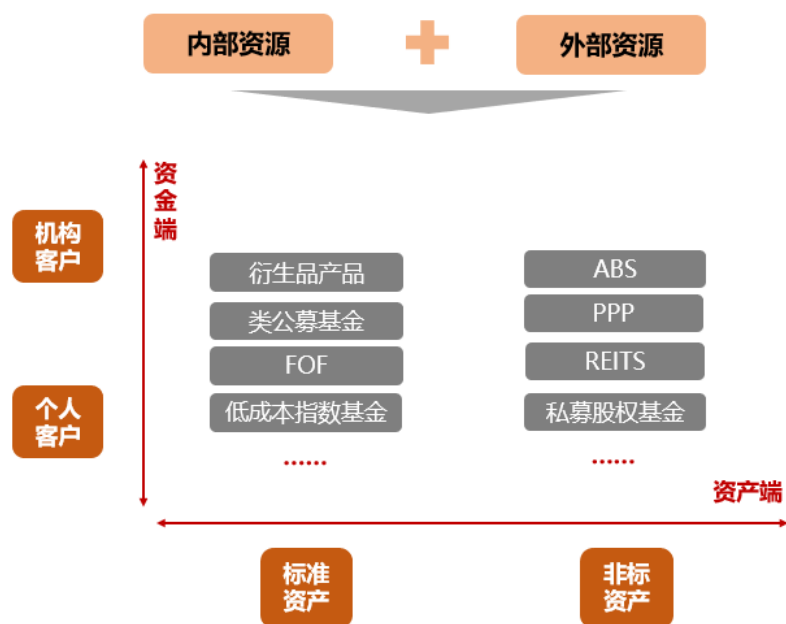 内部资源
外部资源
资金端
机构
客户
衍生品产品
ABS
类公募基金
PPP
FOF
REITS
个人
客户
低成本指数基金
私募股权基金
......
......
资产端
标准
资产
非标
资产